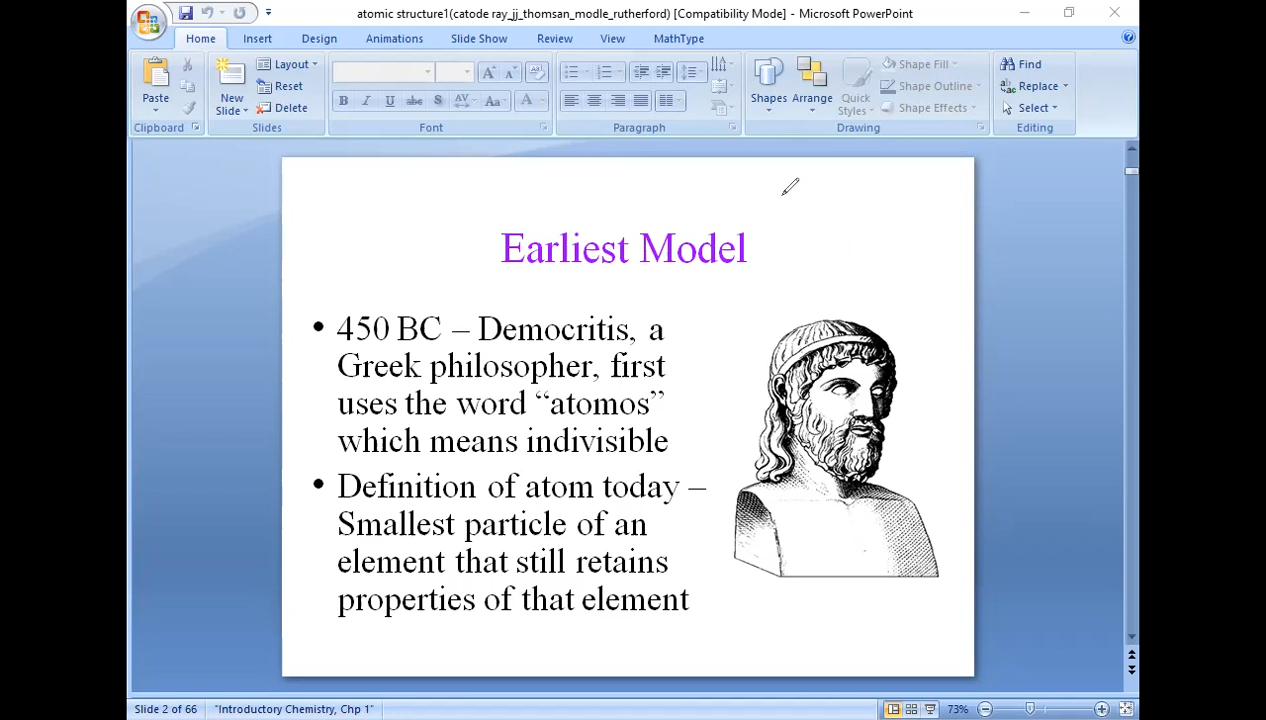 atomic structure1(catode ray_jj_thomsan_modle_rutherford) [Compatibility Mode] - Microsoft PowerPoint
Home Insert Design Animations Slide Show Review View MathType
Paste
Clipboard
New Slide
Layout
Reset
Delete
Slides
B I U abc S AV Aa A
Font
Paragraph
Shapes
Arrange
Quick Styles
Shape Fill
Shape Outline
Shape Effects
Drawing
Find
Replace
Select
Editing
Earliest Model
• 450 BC – Democritis, a
Greek philosopher, first
uses the word “atomos”
which means indivisible
• Definition of atom today –
Smallest particle of an
element that still retains
properties of that element
Slide 2 of 66 "Introductory Chemistry, Chp 1" 73%